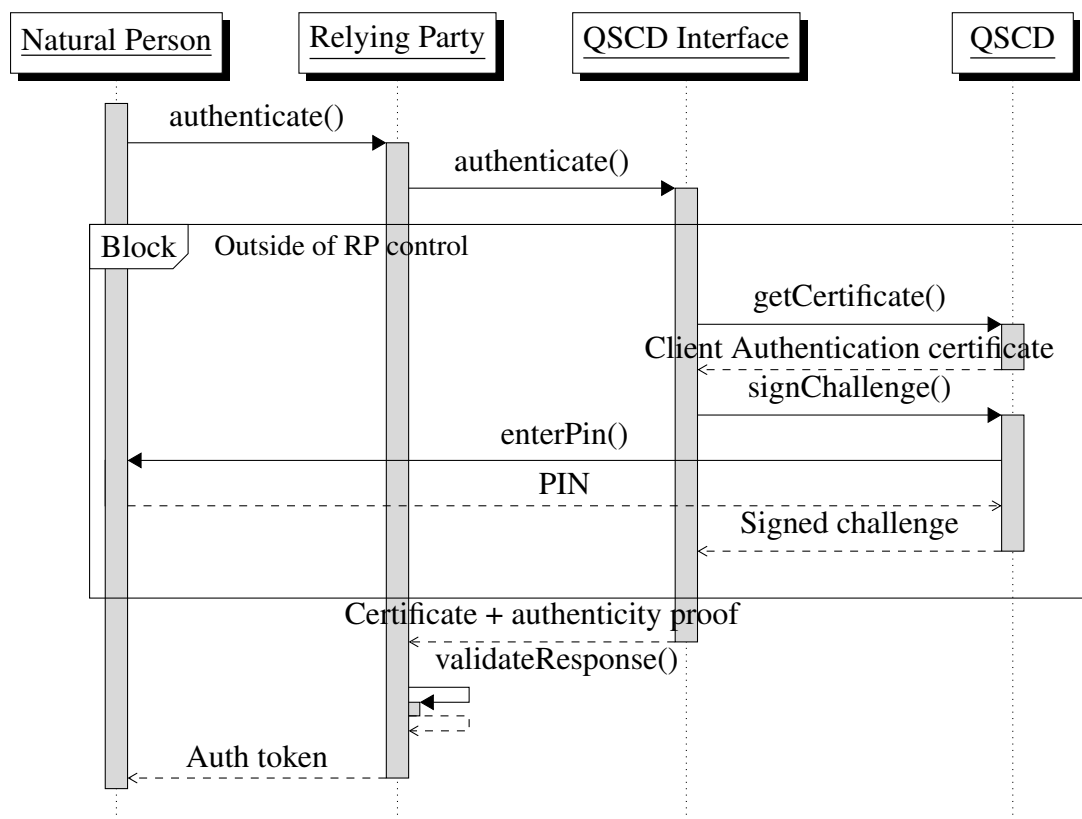 Natural Person
Relying Party
QSCD Interface
QSCD
authenticate()
authenticate()
Block
Outside of RP control
getCertificate()
Client Authentication certificate
signChallenge()
enterPin()
PIN
Signed challenge
Certificate + authenticity proof
validateResponse()
Auth token